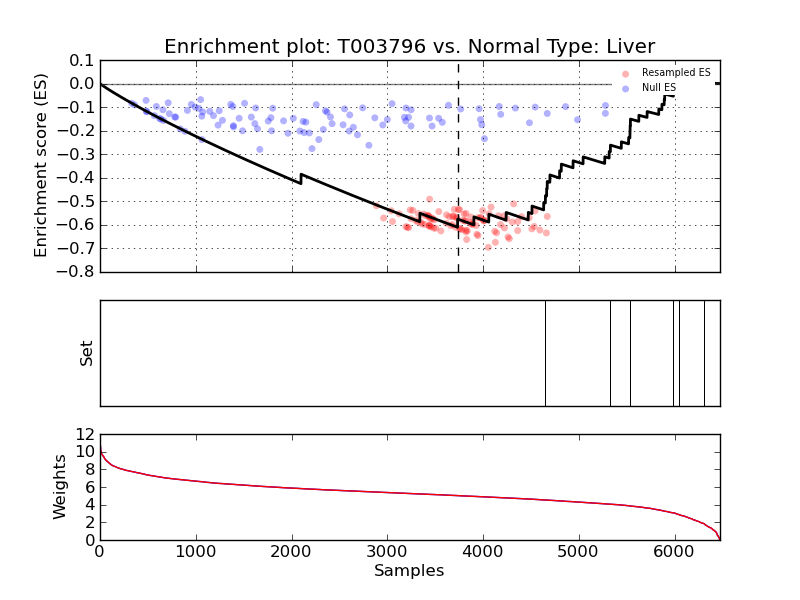 Enrichment plot: T003796 vs. Normal Type: Liver
Enrichment score (ES)
0.1
0.0
−0.1
−0.2
−0.3
−0.4
−0.5
−0.6
−0.7
−0.8
Resampled ES
Null ES
Set
Weights
12
10
8
6
4
2
0
0 1000 2000 3000 4000 5000 6000
Samples